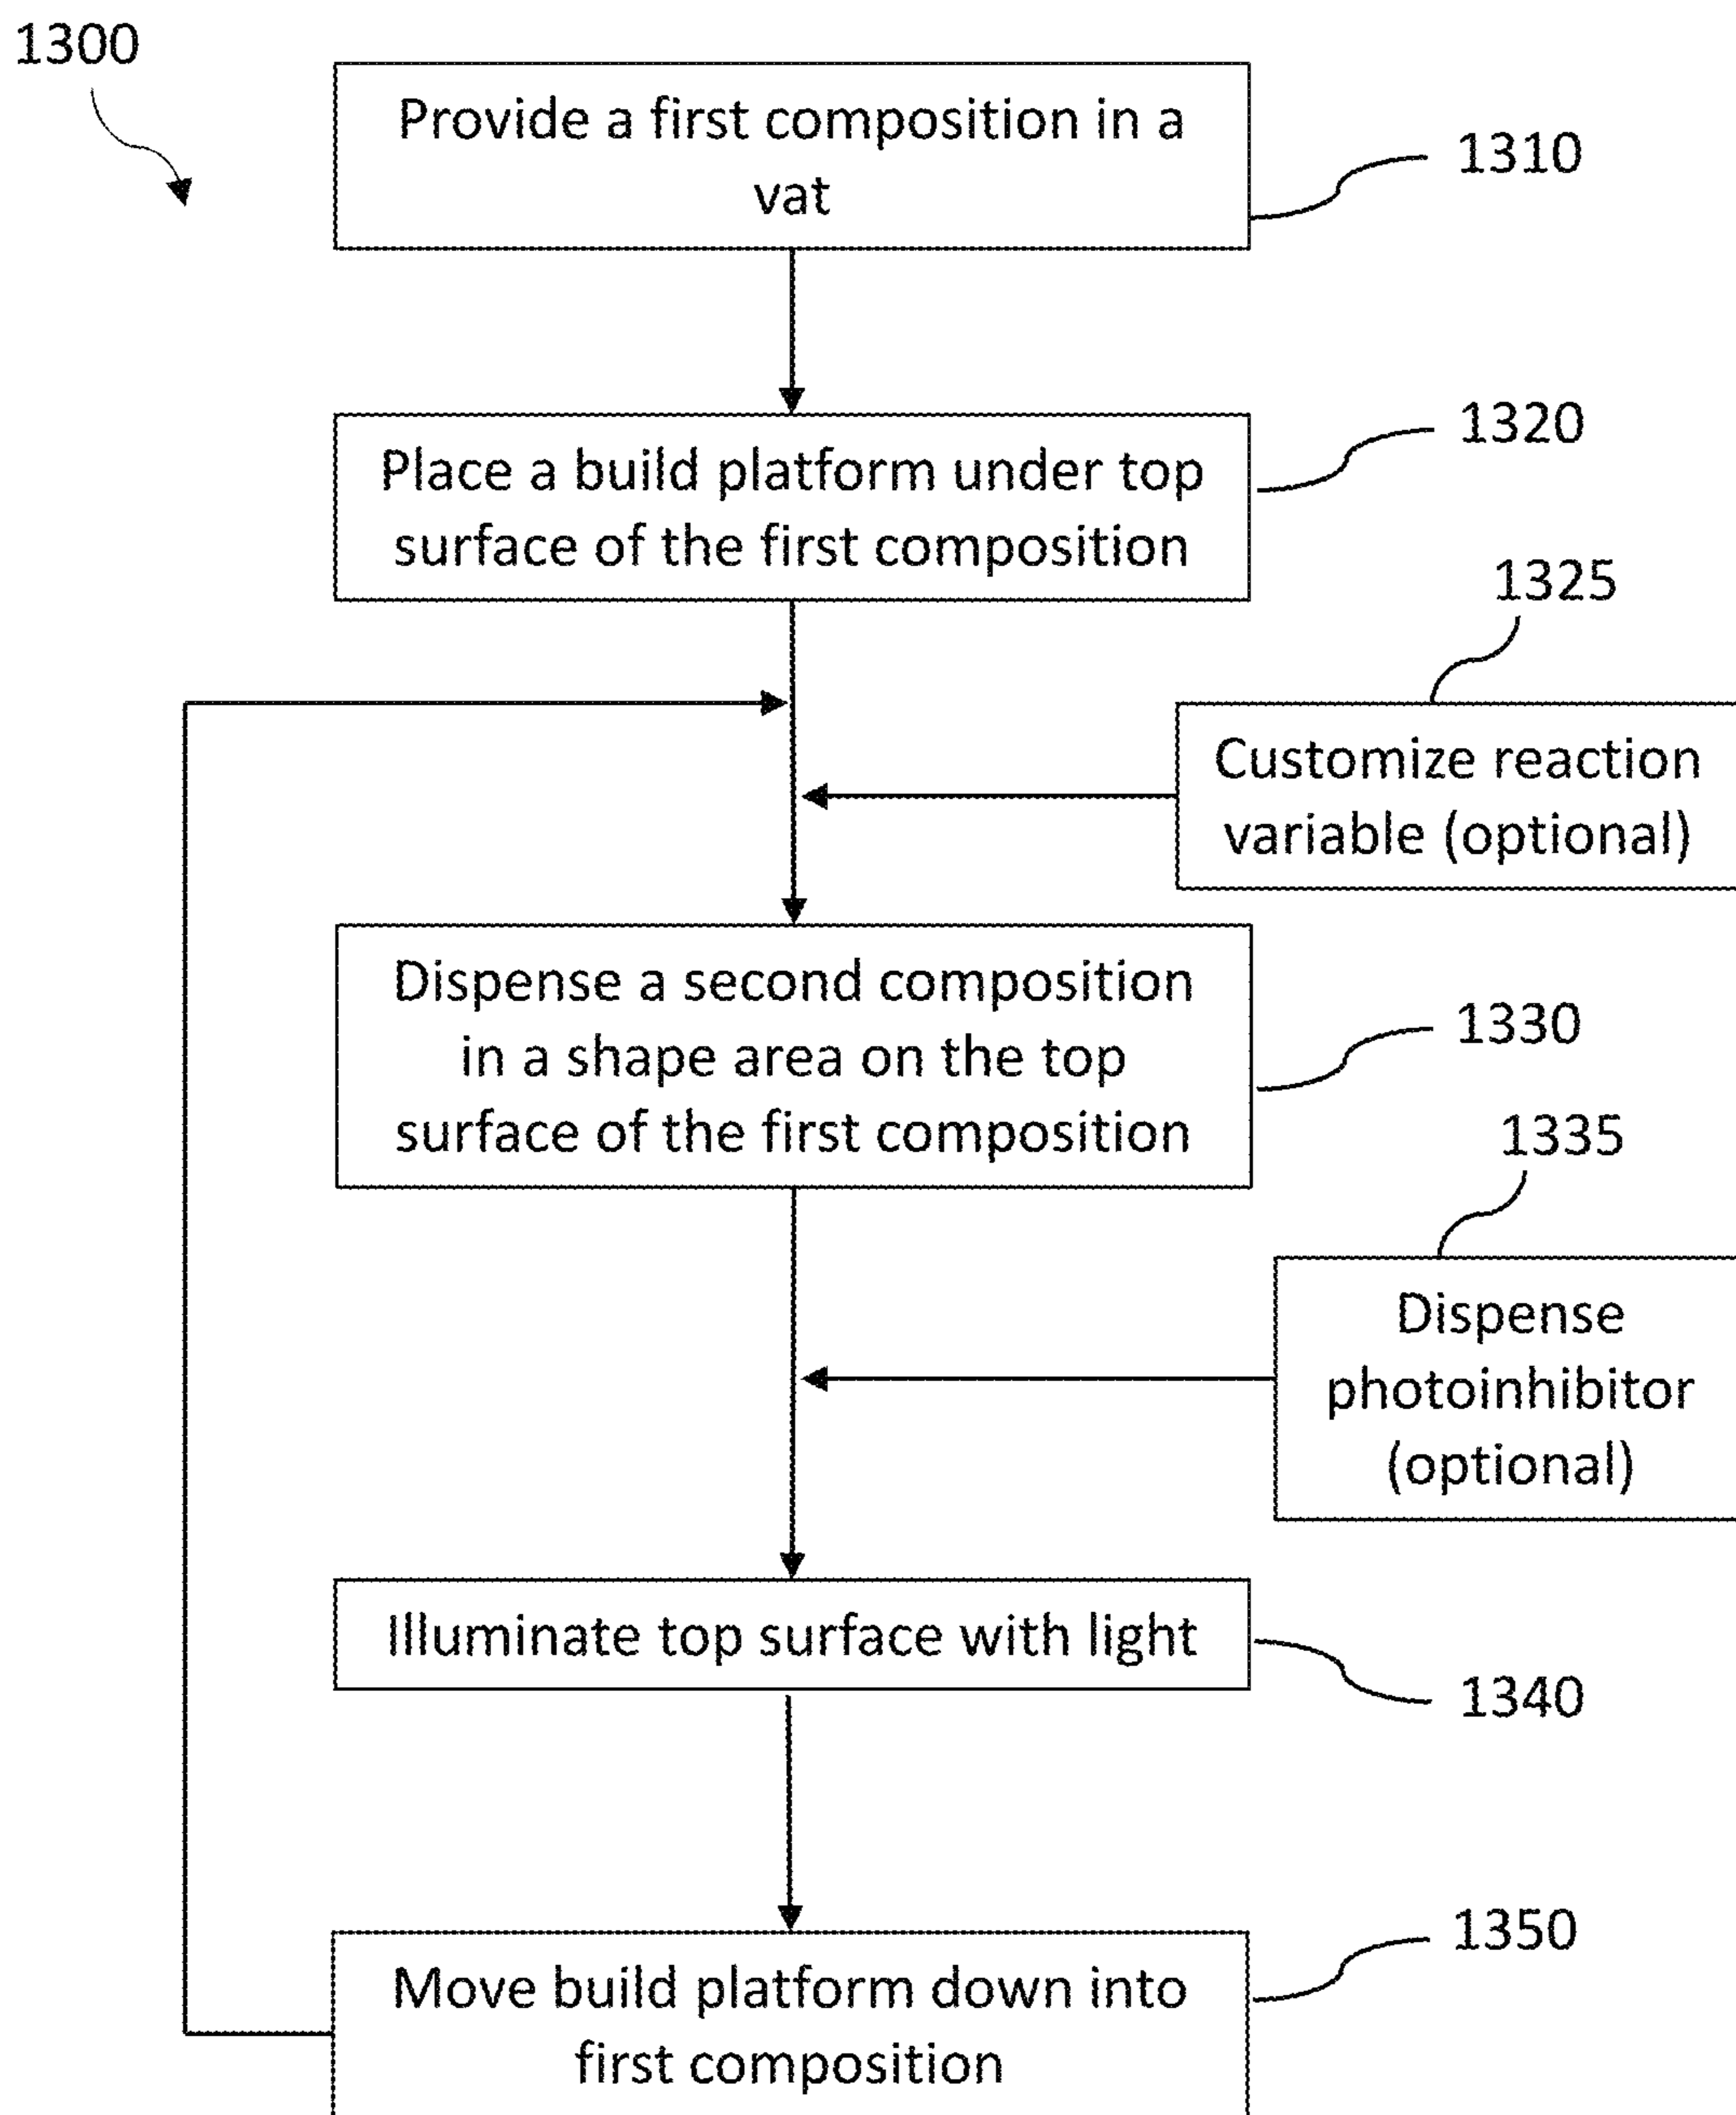 1300
Provide a first composition in a
vat
1310
Place a build platform under top
surface of the first composition
1320
1325
Customize reaction
variable (optional)
Dispense a second composition
in a shape area on the top
surface of the first composition
1330
1335
Dispense
photoinhibitor
(optional)
Illuminate top surface with light
1340
Move build platform down into
first composition
1350